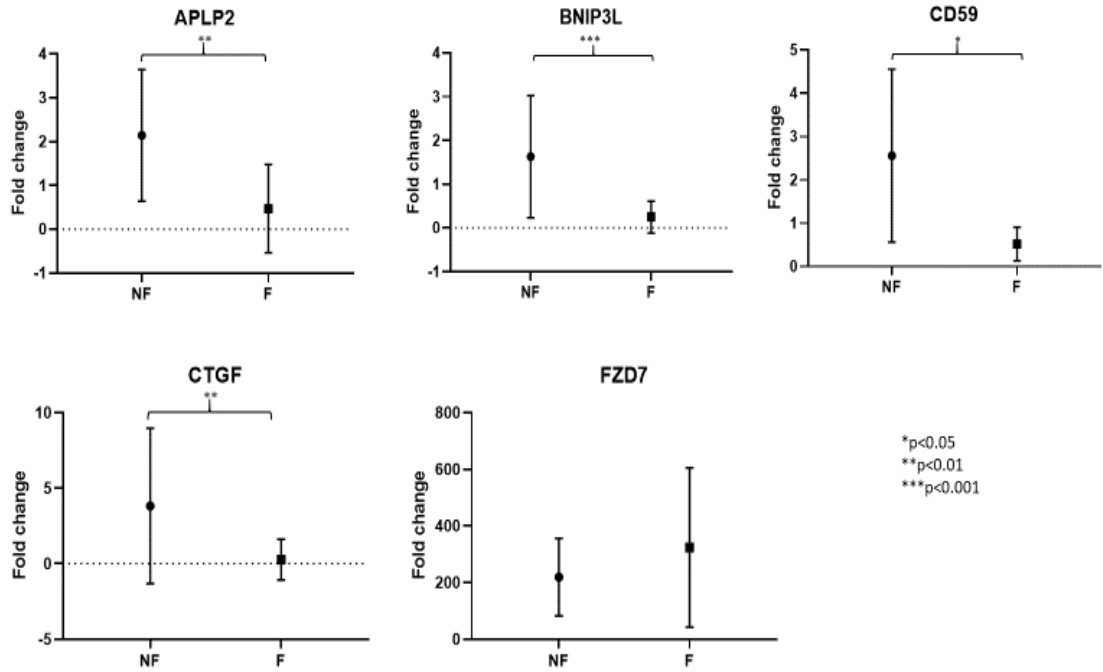 APLP2
**
Fold change
4
3
2
1
0
-1
NF
F
BNIP3L
***
Fold change
4
3
2
1
0
-1
NF
F
CD59
*
Fold change
5
4
3
2
1
0
NF
F
CTGF
**
Fold change
10
5
0
-5
NF
F
FZD7
Fold change
800
600
400
200
0
NF
F
*p<0.05
**p<0.01
***p<0.001